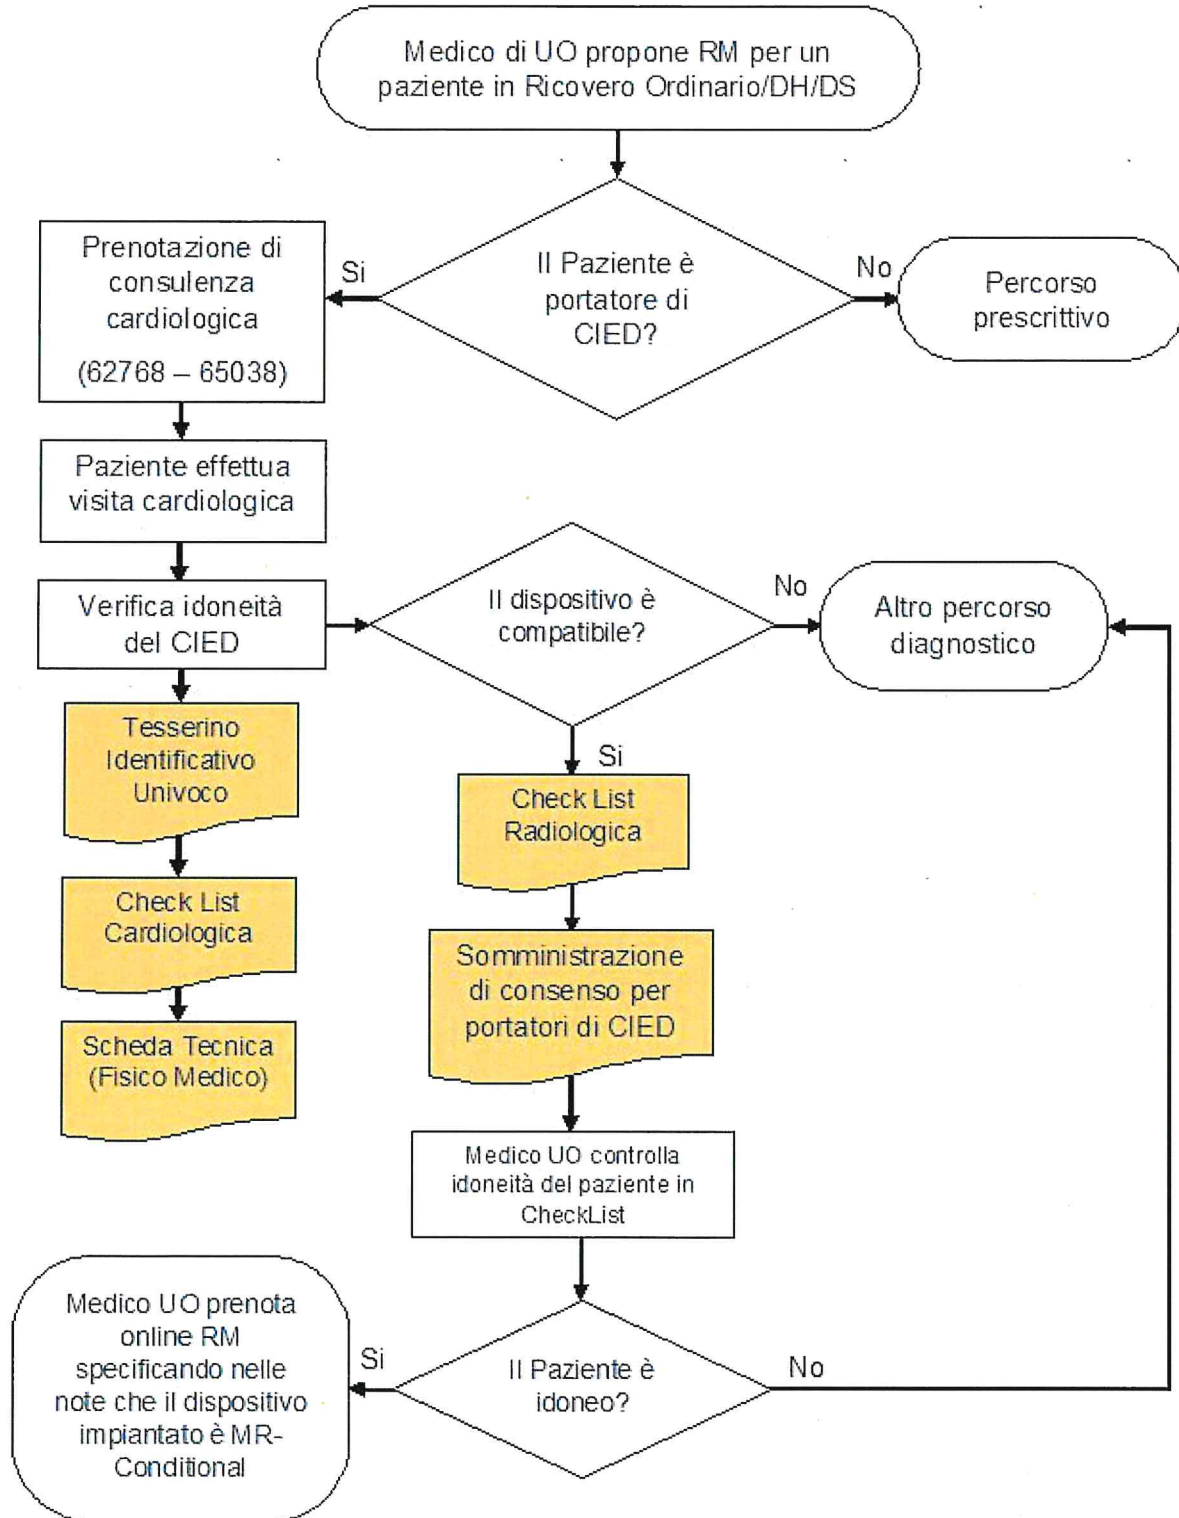 Medico di UO propone RM per un
paziente in Ricovero Ordinario/DH/DS
Il Paziente è
portatore di
CIED?
Si
No
Prenotazione di
consulenza
cardiologica
(62768 – 65038)
Percorso
prescrittivo
Paziente effettua
visita cardiologica
Verifica idoneità
del CIED
Il dispositivo è
compatibile?
No
Altro percorso
diagnostico
Si
Tesserino
Identificativo
Univoco
Check List
Cardiologica
Scheda Tecnica
(Fisico Medico)
Check List
Radiologica
Somministrazione
di consenso per
portatori di CIED
Medico UO controlla
idoneità del paziente in
CheckList
Il Paziente è
idoneo?
Si
No
Medico UO prenota
online RM
specificando nelle
note che il dispositivo
impiantato è MR-
Conditional